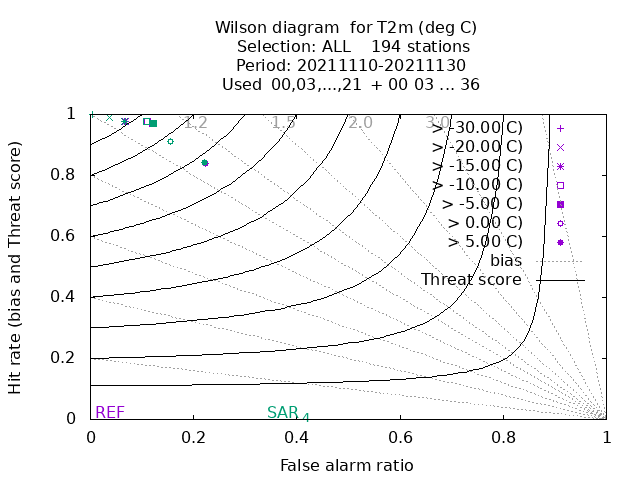 Wilson diagram  for T2m (deg C)
Selection: ALL    194 stations
Period: 20211110-20211130
Used  00,03,...,21  + 00 03 ... 36
Hit rate (bias and Threat score)
1
0.8
0.6
0.4
0.2
0
1.2
1.5
2.0
3.0
> -30.00 C)
> -20.00 C)
> -15.00 C)
> -10.00 C)
> -5.00 C)
> 0.00 C)
> 5.00 C)
bias
Threat score
REF
SAR 4
0
0.2
0.4
0.6
0.8
1
False alarm ratio